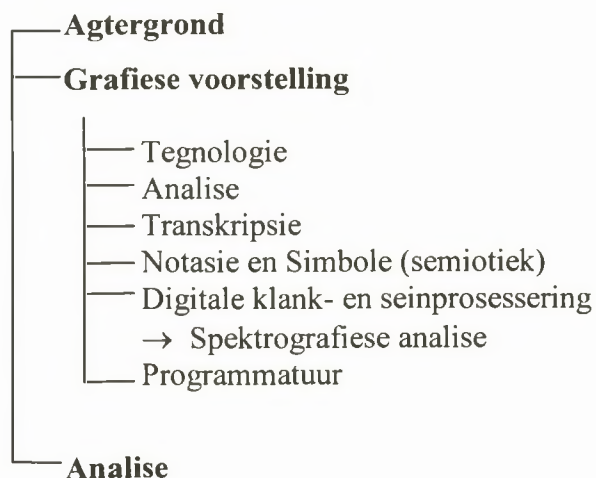 Agtergrond
Grafiese voorstelling
Tegnologie
Analise
Transkripsie
Notasie en Simbole (semiotiek)
Digitale klank- en seinprosessering
→ Spektrografiese analise
Programmatuur
Analise